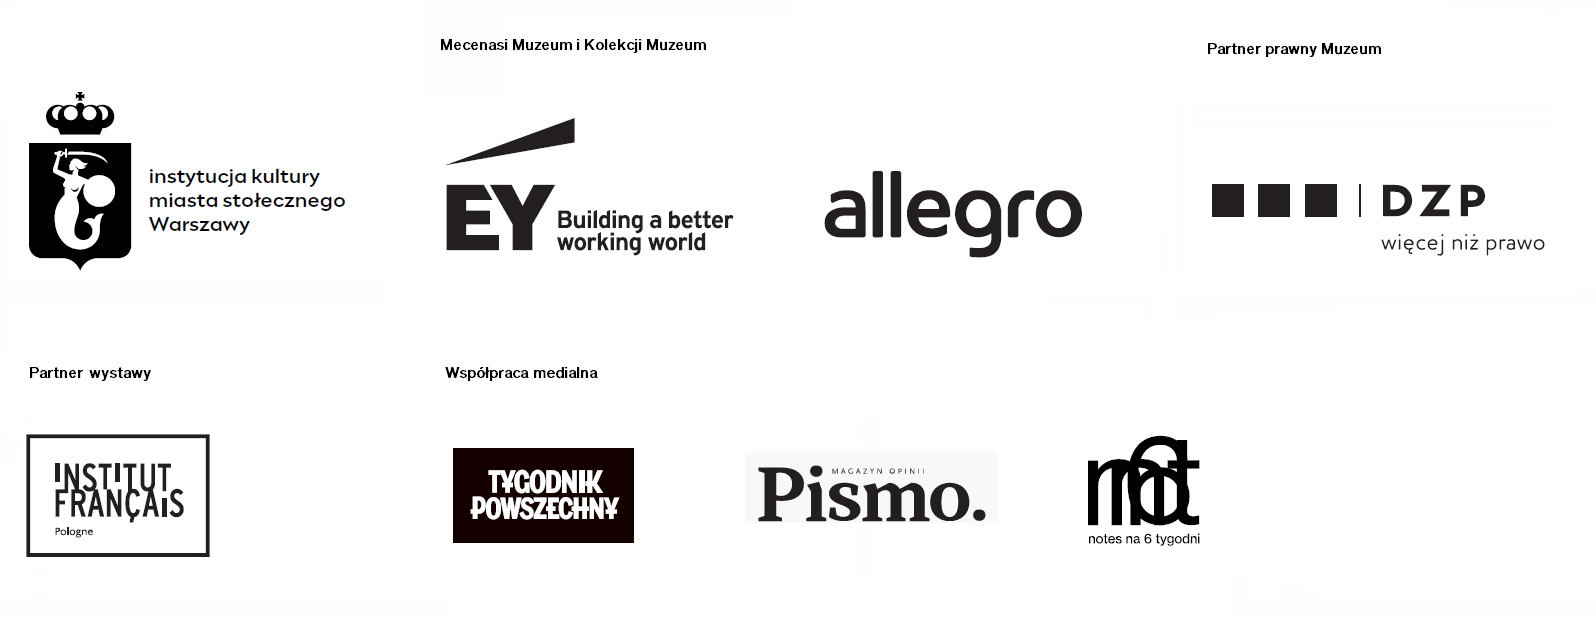 Mecenasi Muzeum i Kolekcji Muzeum
Partner prawny Muzeum
instytucja kultury
miasta stołecznego
Warszawy
EY
Building a better
working world
allegro
DZP
więcej niż prawo
Partner wystawy
Współpraca medialna
INSTITUT
FRANÇAIS
Pologne
TYGODNIK
POWSZECHNY
MAGAZYN OPINII
Pismo.
nn6t
notes na 6 tygodni